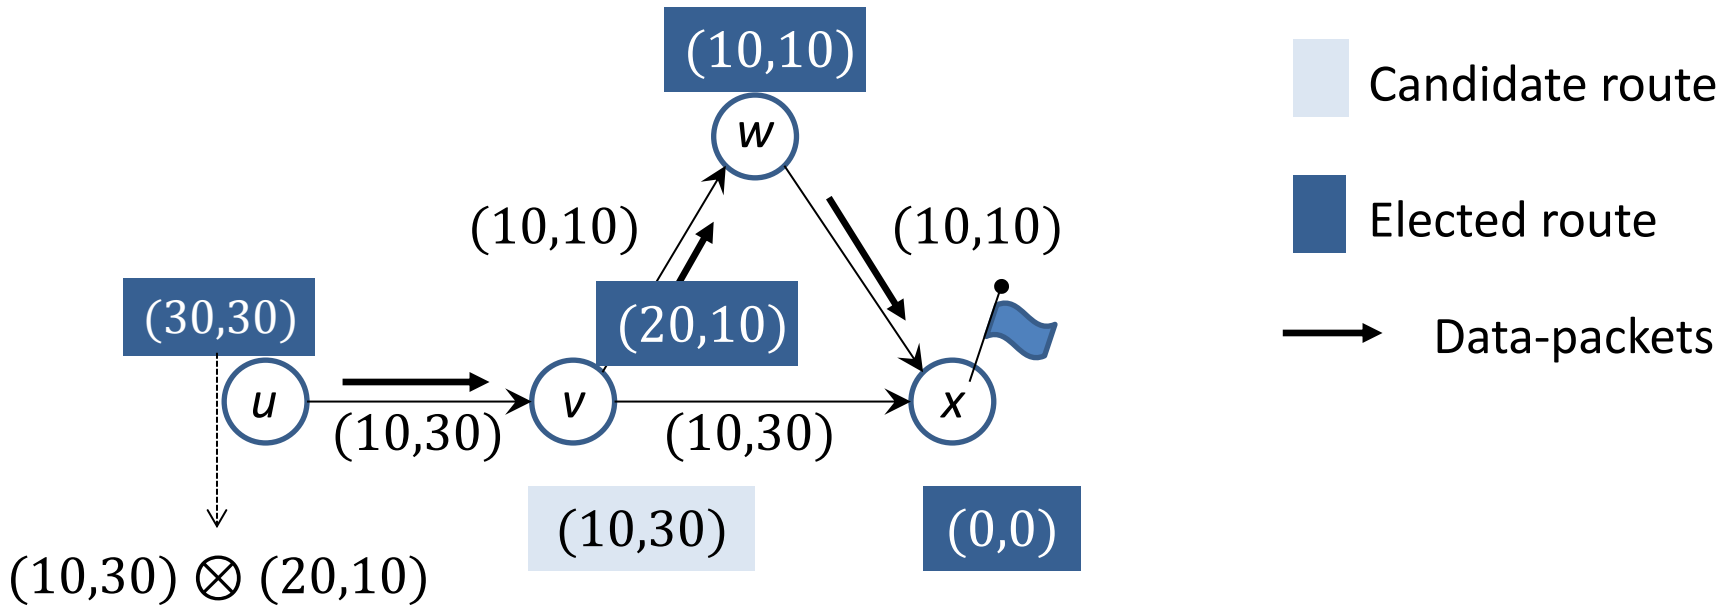 (10,10)
Candidate route
w
(10,10)
(10,10)
Elected route
(30,30)
(20,10)
Data-packets
u
v
x
(10,30)
(10,30)
(10,30)
(0,0)
(10,30) ⊗ (20,10)